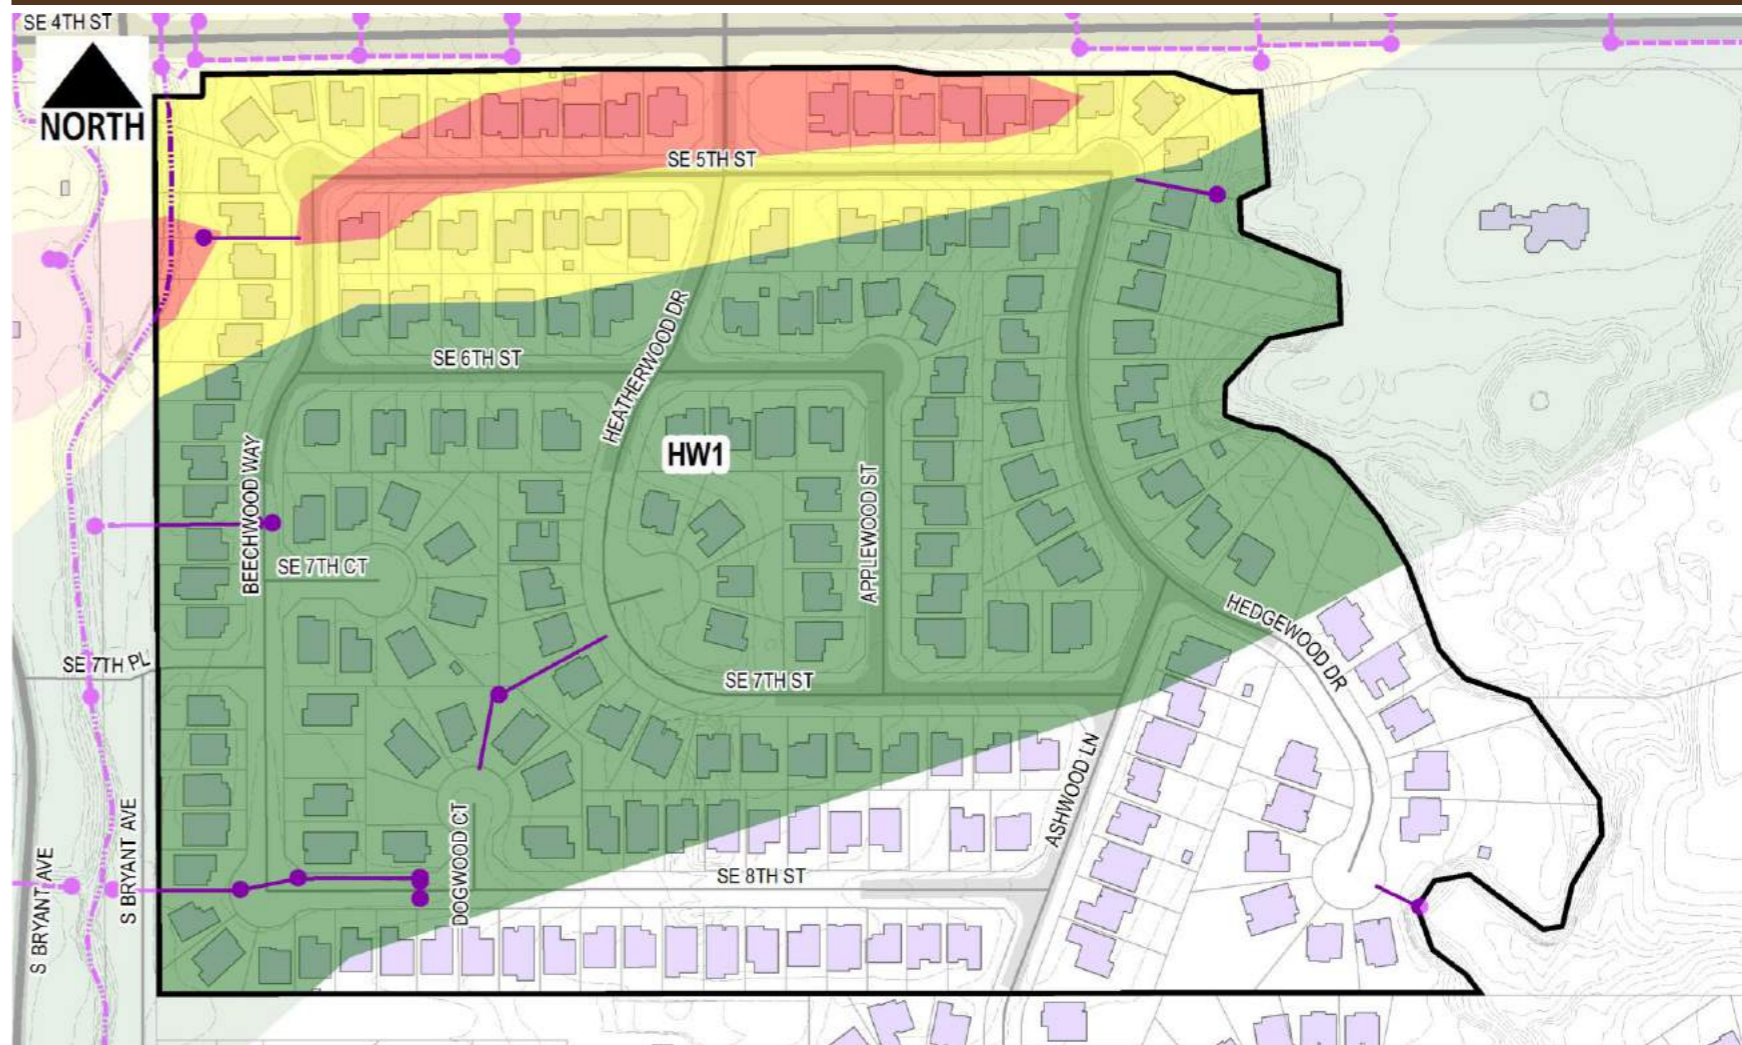 SE 4TH ST
NORTH
SE 5TH ST
SE 6TH ST
HEATHERWOOD DR
HW1
BEECHWOOD WAY
APPLEWOOD ST
SE 7TH CT
HEDGEWOOD DR
SE 7TH PL
SE 7TH ST
ASHWOOD LN
S BRYANT AVE
S BRYANT AVE
DOGWOOD CT
SE 8TH ST